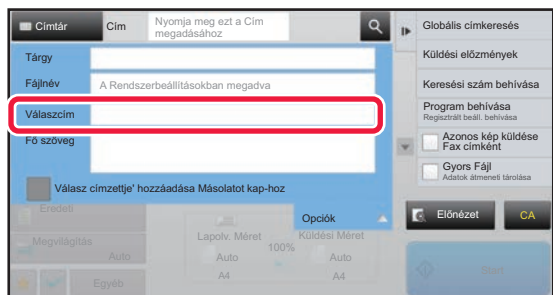 Címtár
Cím
Nyomja meg ezt a Cím
megadásához
Tárgy
Fájlnév
A Rendszerbeállításokban megadva
Válaszcím
Fő szöveg
Válasz címzettje' hozzáadása Másolatot kap-hoz
Opciók
Eredeti
Megvilágítás
Auto
Egyéb
Lapolv. Méret
Auto
A4
100%
Küldési Méret
Auto
A4
Globális címkeresés
Küldési előzmények
Keresési szám behívása
Program behívása
Regisztrált beáll. behívása
Azonos kép küldése
Fax címként
Gyors Fájl
Adatok átmeneti tárolása
Előnézet
CA
Start